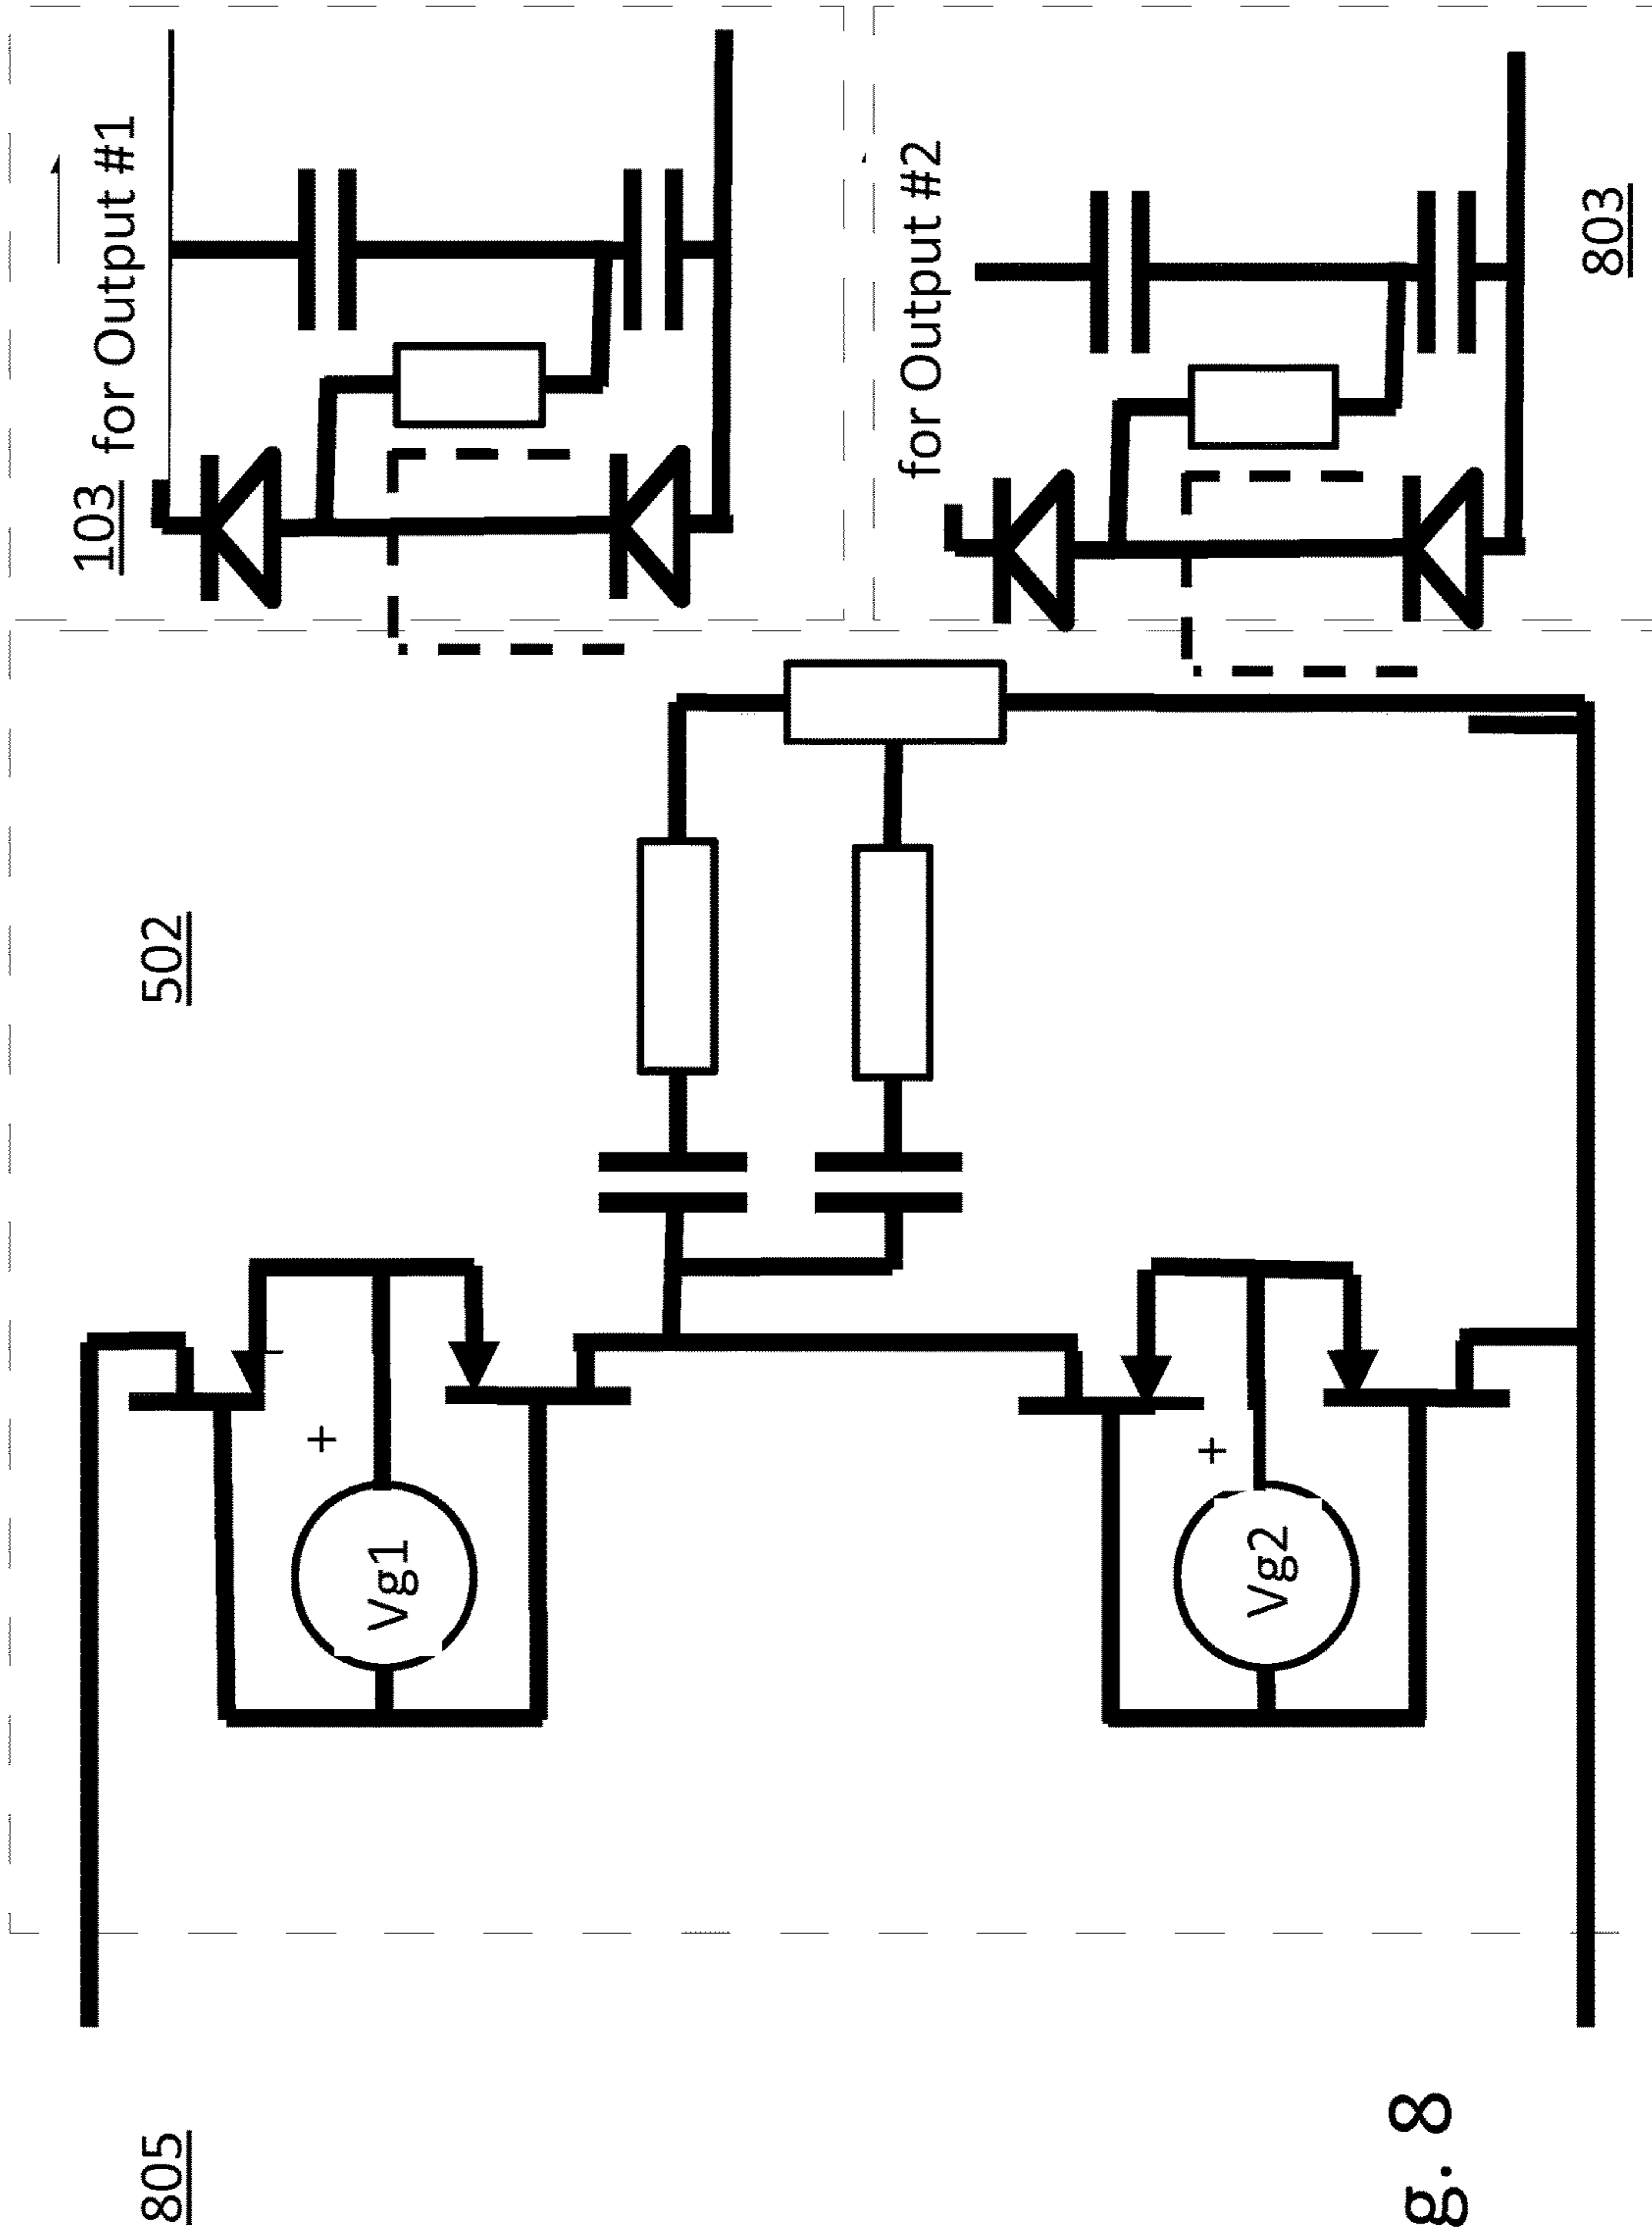 805
502
103
for Output #1
for Output #2
803
+
Vg1
+
Vg2
g. 8